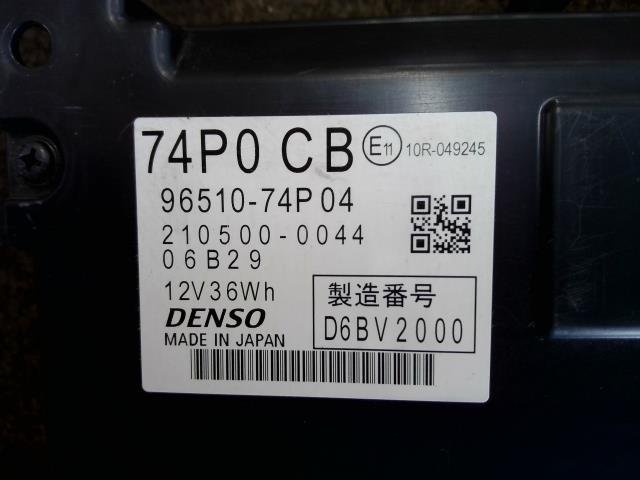 74P0 CB E11 10R-049245
96510-74P04
210500-0044
06B29
12V36Wh
DENSO
MADE IN JAPAN
製造番号
D6BV2000